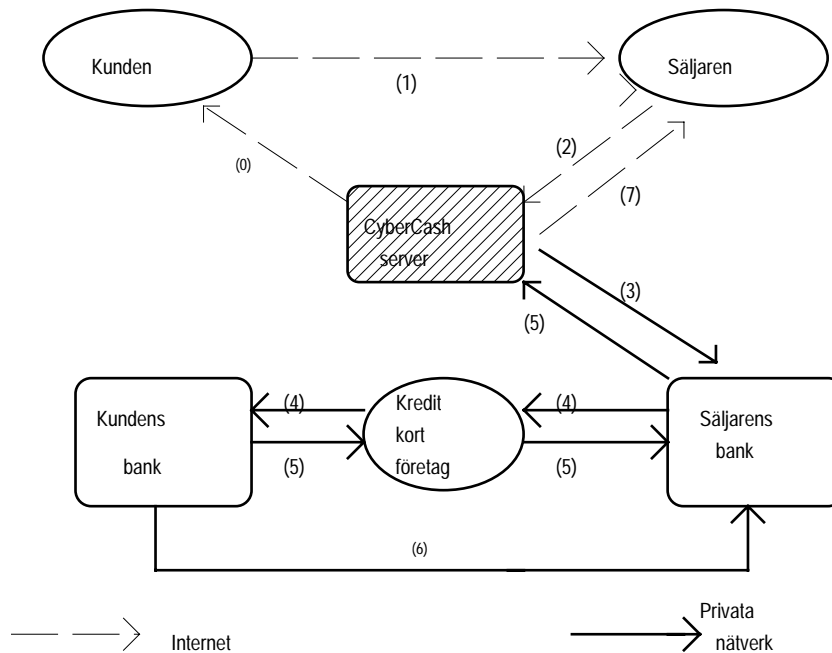 Kunden
Säljaren
(1)
(2)
(0)
(7)
CyberCash
server
(3)
(5)
Kundens
bank
(4)
(5)
Kredit
kort
företag
(4)
(5)
Säljarens
bank
(6)
Internet
Privata
nätverk